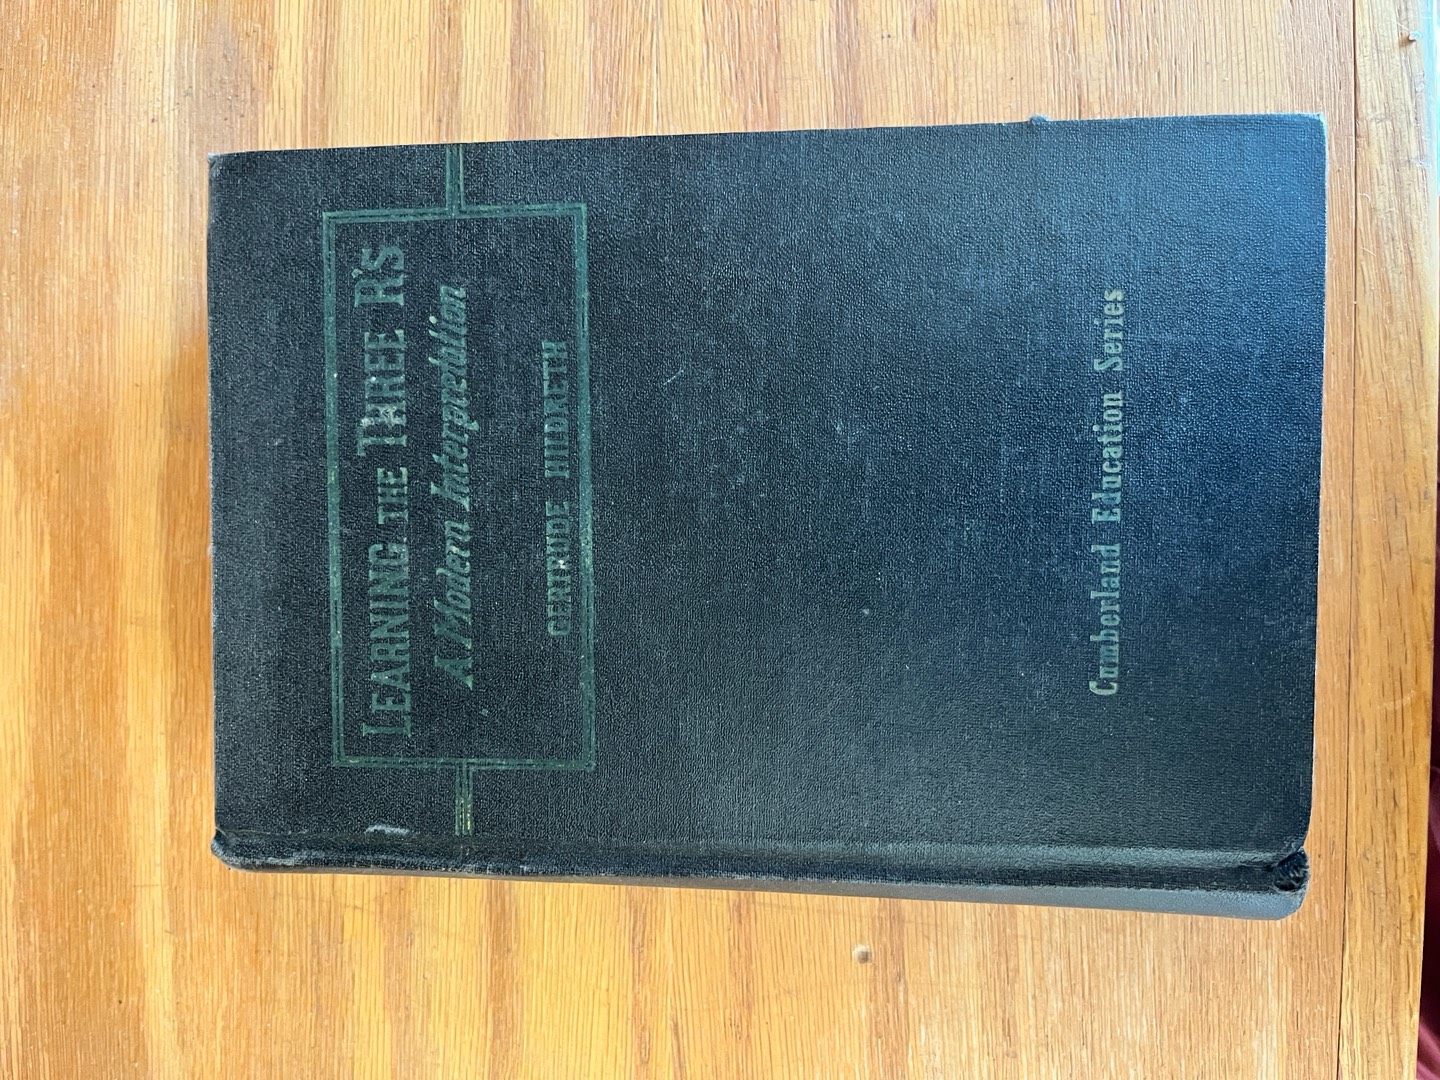 LEARNING THE THREE R'S
A Modern Interpretation
GERTRUDE HILDRETH
Cumberland Education Series